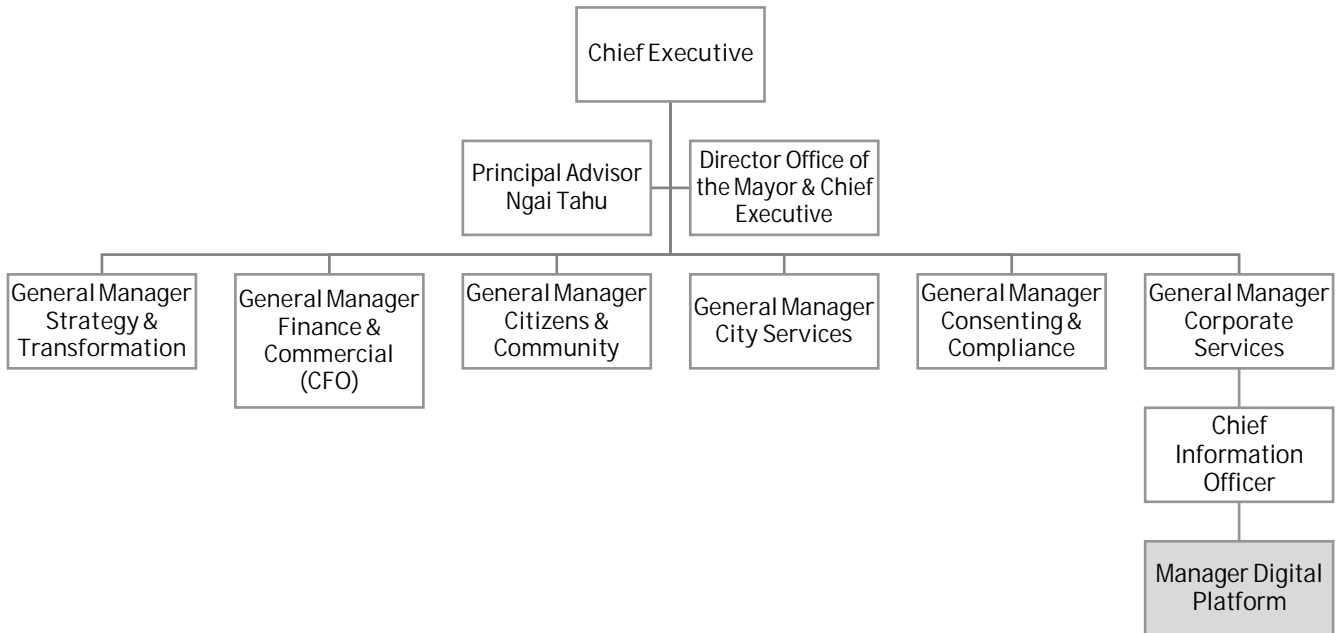 Chief Executive
Principal Advisor
Ngai Tahu
Director Office of
the Mayor & Chief
Executive
General Manager
Strategy &
Transformation
General Manager
Finance &
Commercial
(CFO)
General Manager
Citizens &
Community
General Manager
City Services
General Manager
Consenting &
Compliance
General Manager
Corporate
Services
Chief
Information
Officer
Manager Digital
Platform